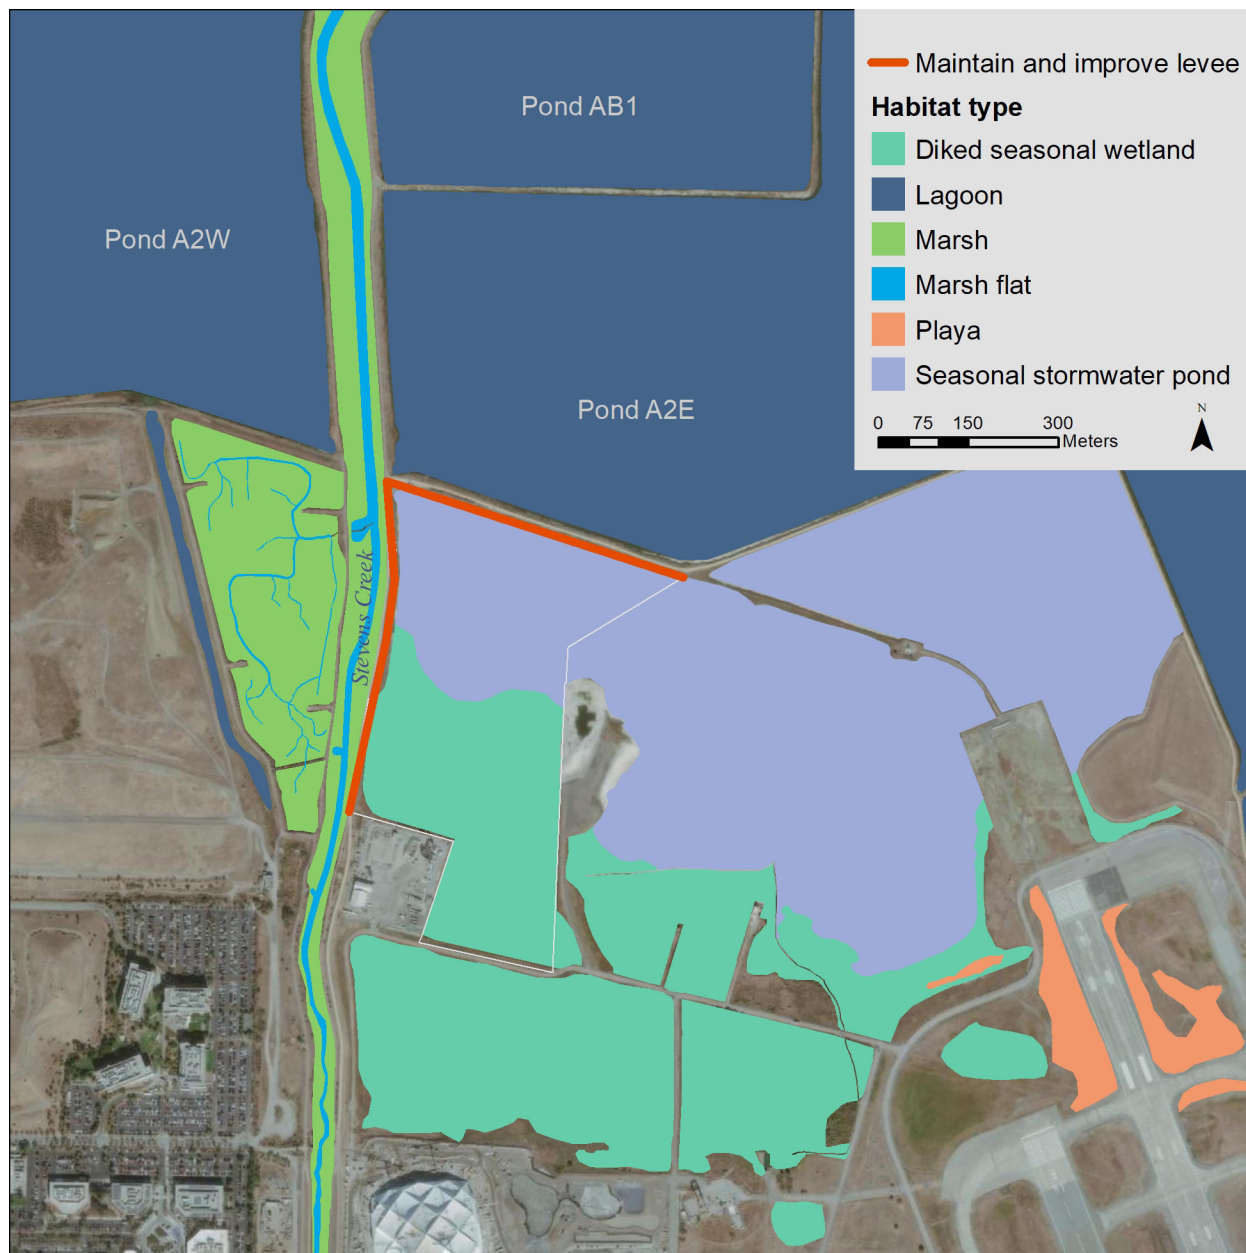 Maintain and improve levee
Habitat type
Diked seasonal wetland
Lagoon
Marsh
Marsh flat
Playa
Seasonal stormwater pond
0 75 150 300
Meters
N
Pond AB1
Pond A2W
Pond A2E
Stevens Creek